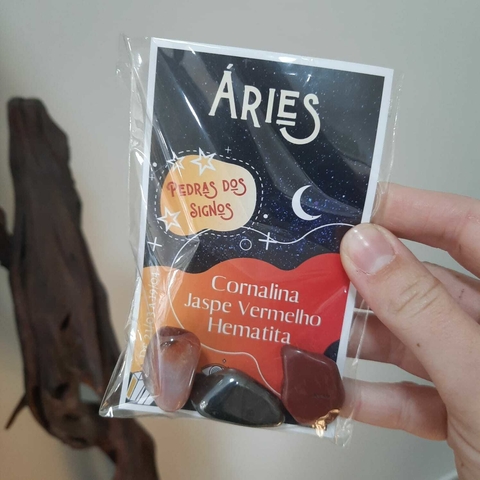 ÁRIES
PEDRAS DOS
SIGNOS
Cornalina
Jaspe Vermelho
Hematita